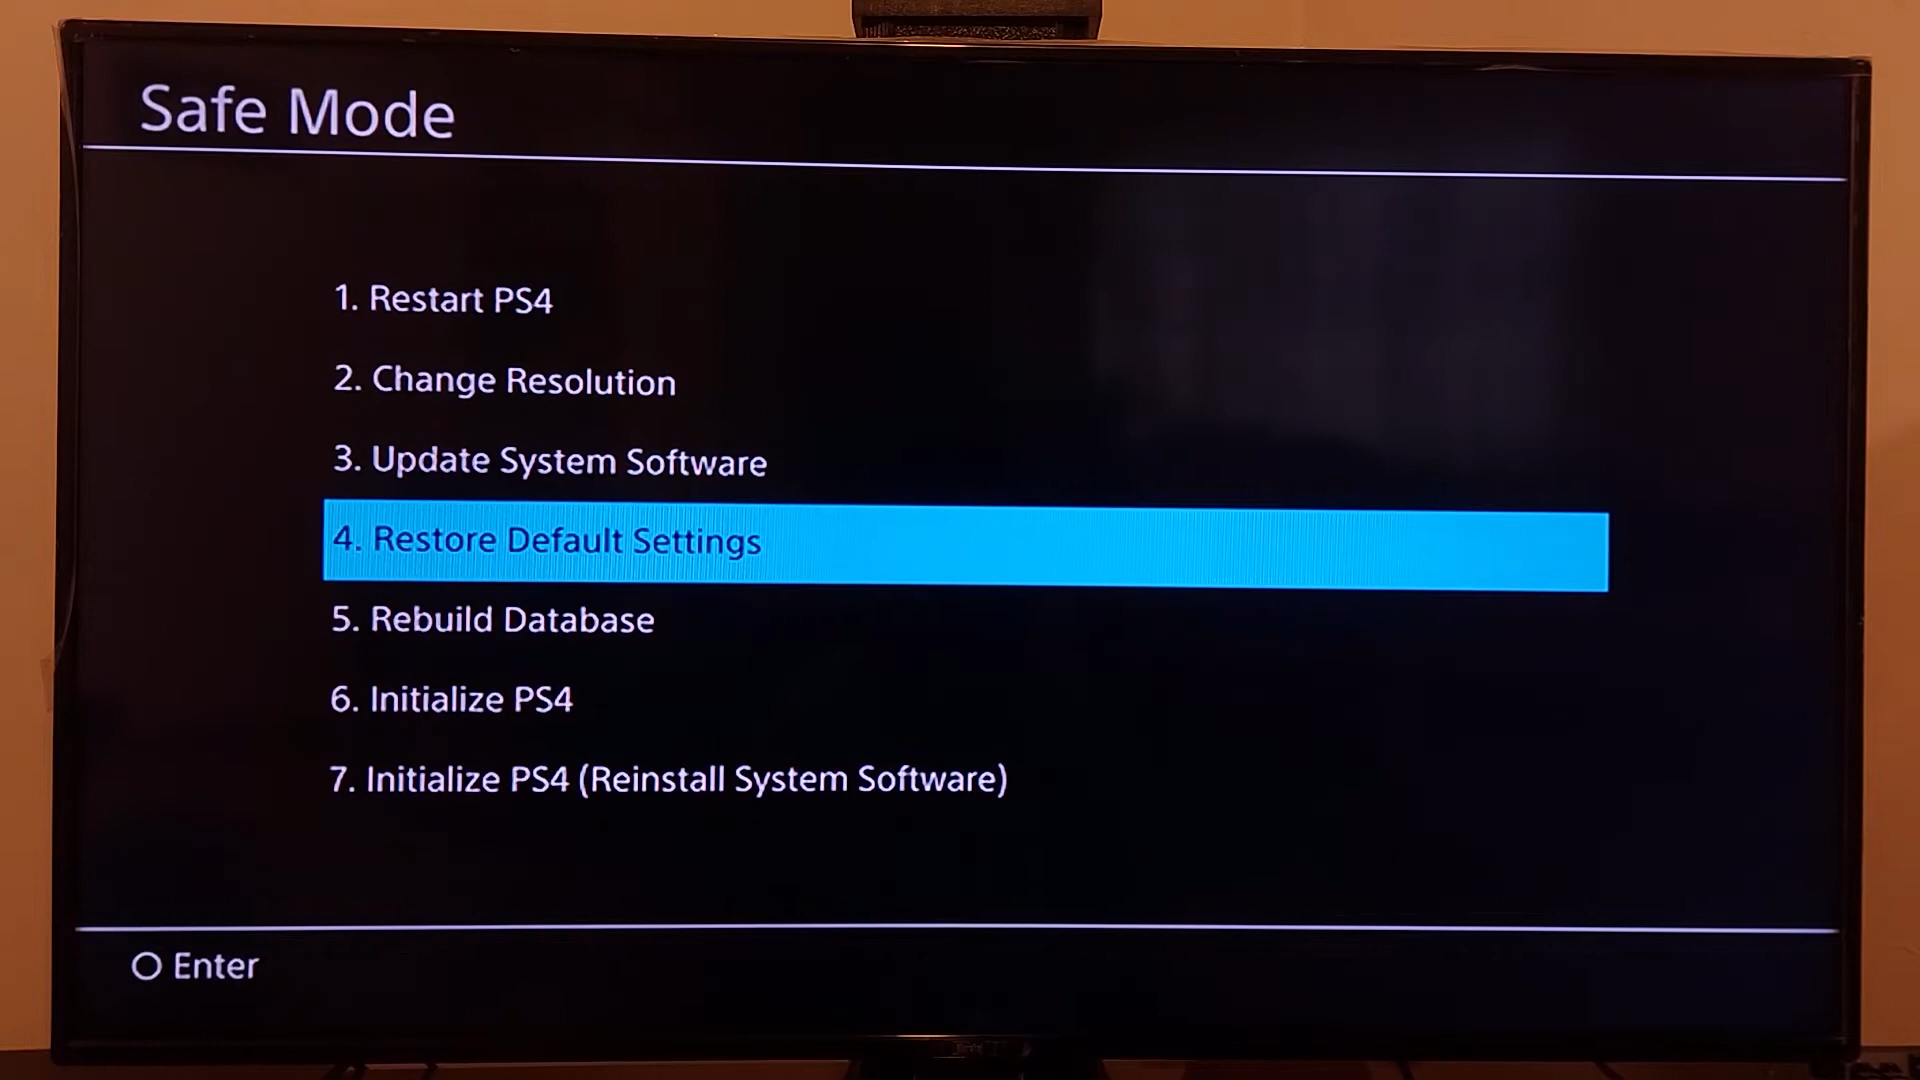 Safe Mode
1. Restart PS4
2. Change Resolution
3. Update System Software
4. Restore Default Settings
5. Rebuild Database
6. Initialize PS4
7. Initialize PS4 (Reinstall System Software)
Enter